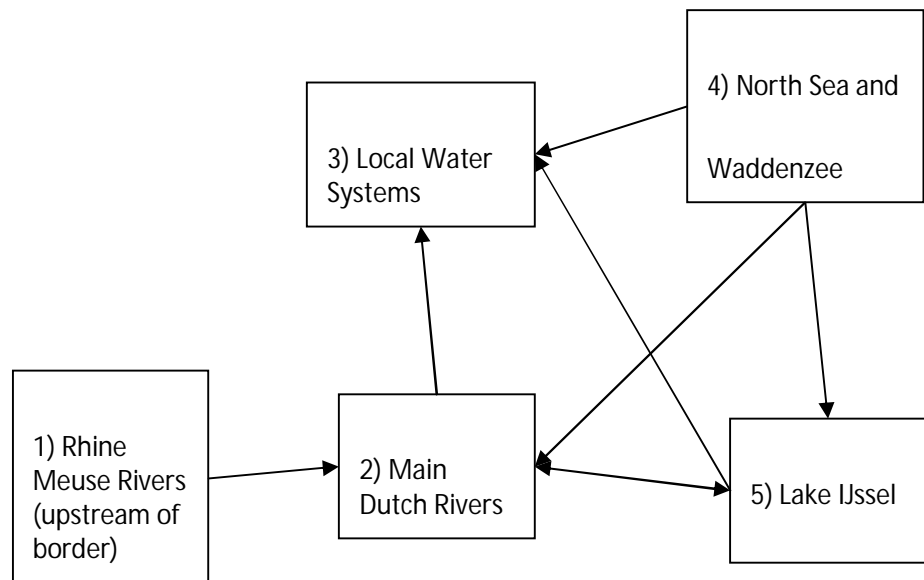 4) North Sea and
Waddenzee
3) Local Water
Systems
1) Rhine
Meuse Rivers
(upstream of
border)
2) Main
Dutch Rivers
5) Lake IJssel